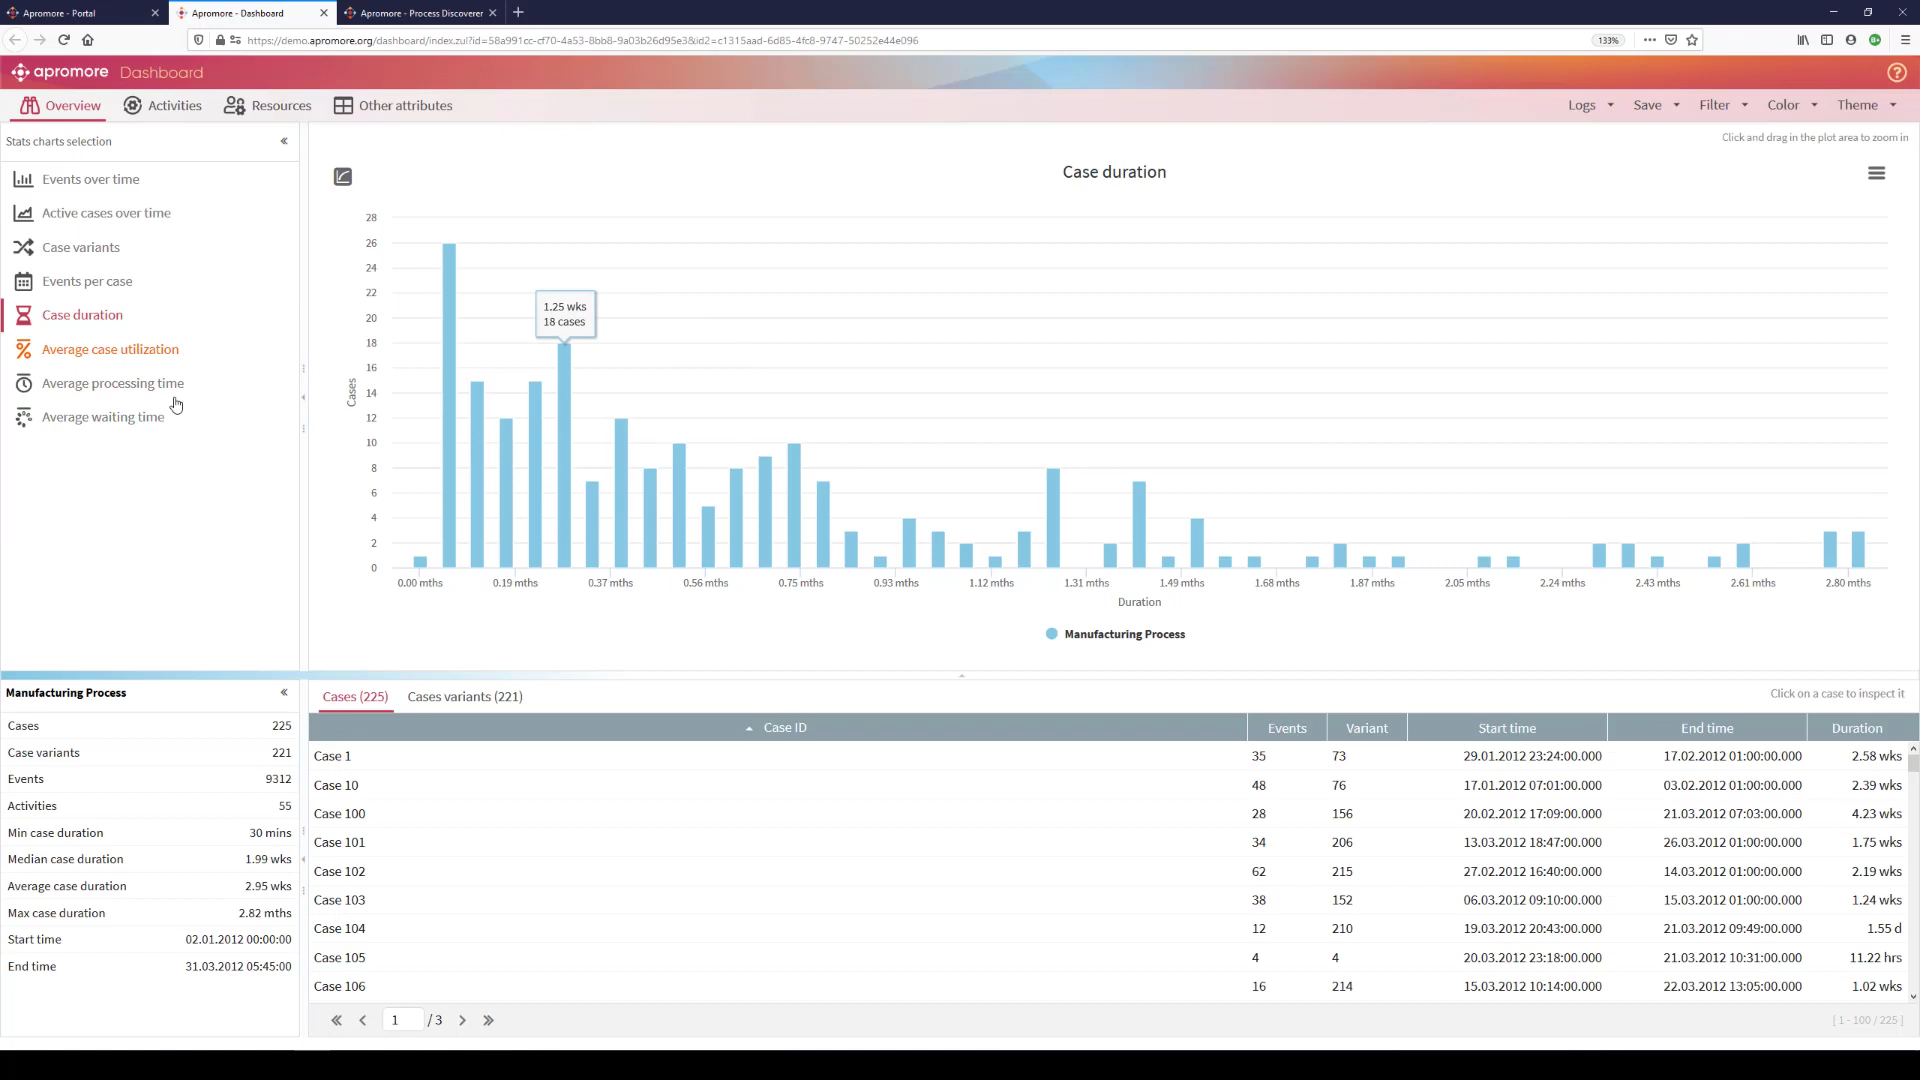 Apromore - Portal
Apromore - Dashboard
Apromore - Process Discoverer
https://demo.apromore.org/dashboard/index.zul?id=58a991cc-cf70-4a53-8bb8-9a03b26d95e3&id2=c1315aad-6d85-4fc8-9747-50252e44e096
133%
apromore Dashboard
Overview Activities Resources Other attributes Logs Save Filter Color Theme
Stats charts selection
Click and drag in the plot area to zoom in
Events over time
Active cases over time
Case variants
Events per case
Case duration
Average case utilization
Average processing time
Average waiting time
Case duration
28
26
24
22
20
18
16
14
12
10
8
6
4
2
0
Cases
1.25 wks
18 cases
0.00 mths 0.19 mths 0.37 mths 0.56 mths 0.75 mths 0.93 mths 1.12 mths 1.31 mths 1.49 mths 1.68 mths 1.87 mths 2.05 mths 2.24 mths 2.43 mths 2.61 mths 2.80 mths
Duration
Manufacturing Process
Manufacturing Process
Cases 225
Case variants 221
Events 9312
Activities 55
Min case duration 30 mins
Median case duration 1.99 wks
Average case duration 2.95 wks
Max case duration 2.82 mths
Start time 02.01.2012 00:00:00
End time 31.03.2012 05:45:00
Cases (225) Cases variants (221) Click on a case to inspect it
Case ID Events Variant Start time End time Duration
Case 1 35 73 29.01.2012 23:24:00.000 17.02.2012 01:00:00.000 2.58 wks
Case 10 48 76 17.01.2012 07:01:00.000 03.02.2012 01:00:00.000 2.39 wks
Case 100 28 156 20.02.2012 17:09:00.000 21.03.2012 07:03:00.000 4.23 wks
Case 101 34 206 13.03.2012 18:47:00.000 26.03.2012 01:00:00.000 1.75 wks
Case 102 62 215 27.02.2012 16:40:00.000 14.03.2012 01:00:00.000 2.19 wks
Case 103 38 152 06.03.2012 09:10:00.000 15.03.2012 01:00:00.000 1.24 wks
Case 104 12 210 19.03.2012 20:43:00.000 21.03.2012 09:49:00.000 1.55 d
Case 105 4 4 20.03.2012 23:18:00.000 21.03.2012 10:31:00.000 11.22 hrs
Case 106 16 214 15.03.2012 10:14:00.000 22.03.2012 13:05:00.000 1.02 wks
1 / 3
[ 1 - 100 / 225 ]